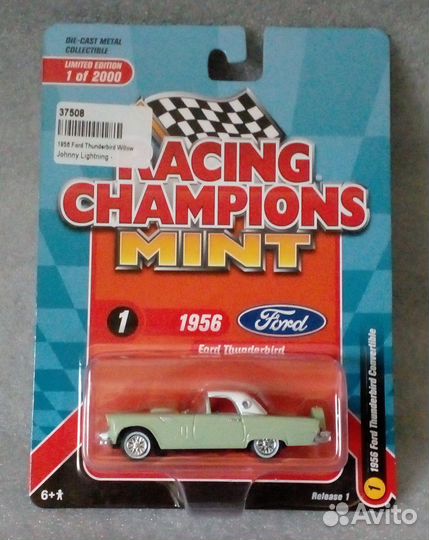 DIE-CAST METAL
COLLECTIBLE
LIMITED EDITION
1 of 2000
37508
1956 Ford Thunderbird Willow
Johnny Lightning
RACING
CHAMPIONS
MINT
1
1956
Ford
Ford Thunderbird
1 1956 Ford Thunderbird Convertible
6+
Release 1
Avito